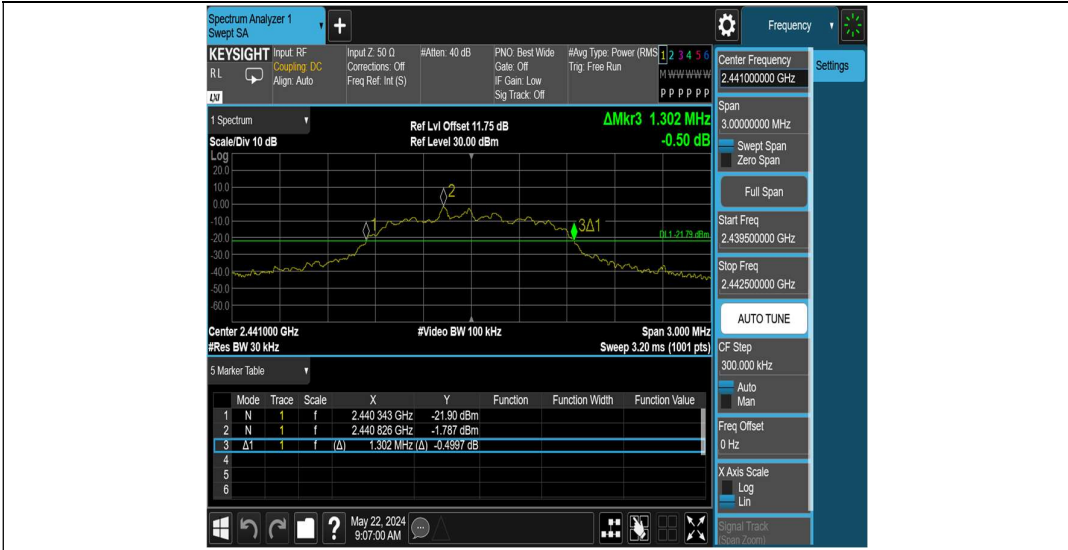 Spectrum Analyzer 1
Swept SA
+
Frequency
KEYSIGHT
RL
LXI
Input: RF
Coupling: DC
Align: Auto
Input Z: 50 Ω
Corrections: Off
Freq Ref: Int (S)
#Atten: 40 dB
PNO: Best Wide
Gate: Off
IF Gain: Low
Sig Track: Off
#Avg Type: Power (RMS
Trig: Free Run
1 2 3 4 5 6
M W W W W W
P P P P P P
1 Spectrum
Scale/Div 10 dB
Ref Lvl Offset 11.75 dB
Ref Level 30.00 dBm
ΔMkr3 1.302 MHz
-0.50 dB
Log
20.0
10.0
0.00
-10.0
-20.0
-30.0
-40.0
-50.0
-60.0
1
2
3Δ1
DL1 -21.79 dBm
Center 2.441000 GHz
#Video BW 100 kHz
Span 3.000 MHz
#Res BW 30 kHz
Sweep 3.20 ms (1001 pts)
5 Marker Table
Mode Trace Scale X Y Function Function Width Function Value
1 N 1 f 2.440 343 GHz -21.90 dBm
2 N 1 f 2.440 826 GHz -1.787 dBm
3 Δ1 1 f (Δ) 1.302 MHz (Δ) -0.4997 dB
4
5
6
?
May 22, 2024
9:07:00 AM
Center Frequency
2.441000000 GHz
Settings
Span
3.00000000 MHz
Swept Span
Zero Span
Full Span
Start Freq
2.439500000 GHz
Stop Freq
2.442500000 GHz
AUTO TUNE
CF Step
300.000 kHz
Auto
Man
Freq Offset
0 Hz
X Axis Scale
Log
Lin
Signal Track
(Span Zoom)